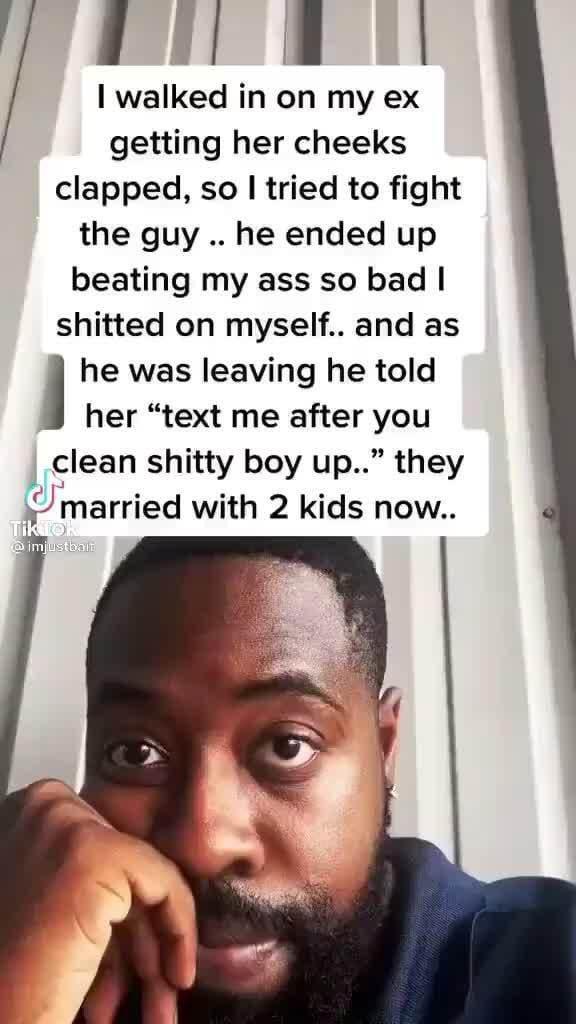 I walked in on my ex
getting her cheeks
clapped, so I tried to fight
the guy .. he ended up
beating my ass so bad I
shitted on myself.. and as
he was leaving he told
her “text me after you
clean shitty boy up..” they
married with 2 kids now..
TikTok
@imjustbait